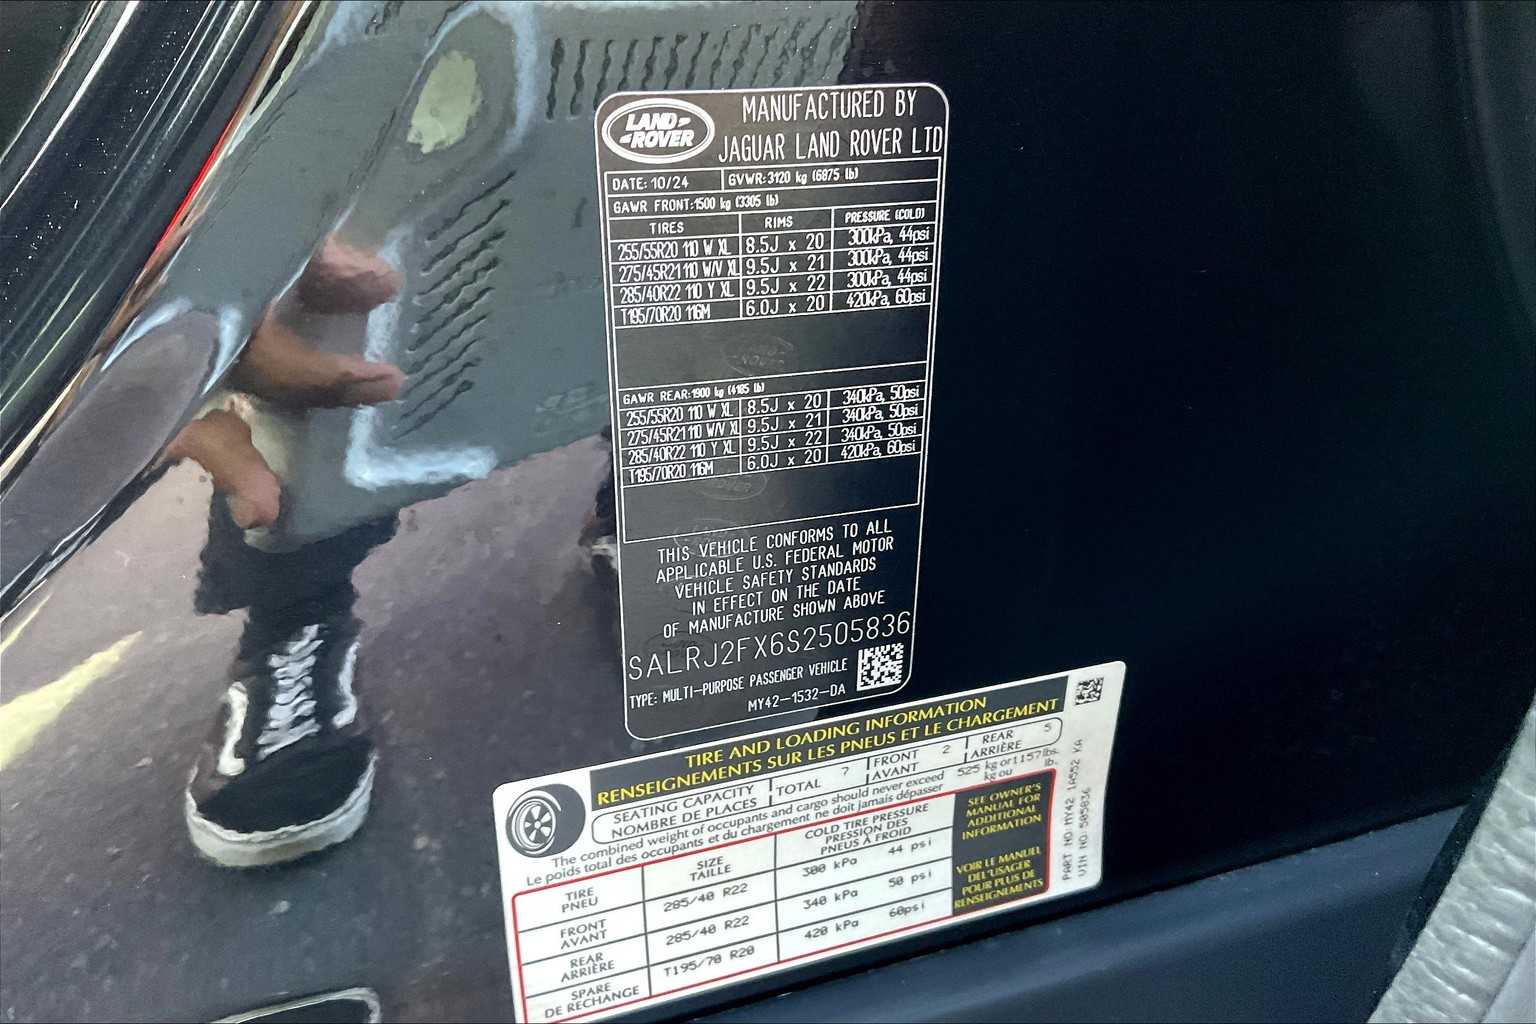 LAND ROVER
MANUFACTURED BY
JAGUAR LAND ROVER LTD
DATE: 10/24 GVWR: 3120 kg (6875 lb)
GAWR FRONT: 1500 kg (3305 lb)
TIRES RIMS PRESSURE (COLD)
255/55R20 110 W XL 8.5J x 20 300kPa, 44psi
275/45R21 110 W/V XL 9.5J x 21 300kPa, 44psi
285/40R22 110 Y XL 9.5J x 22 300kPa, 44psi
T195/70R20 116M 6.0J x 20 420kPa, 60psi
GAWR REAR: 1900 kg (4185 lb)
255/55R20 110 W XL 8.5J x 20 340kPa, 50psi
275/45R21 110 W/V XL 9.5J x 21 340kPa, 50psi
285/40R22 110 Y XL 9.5J x 22 340kPa, 50psi
T195/70R20 116M 6.0J x 20 420kPa, 60psi
THIS VEHICLE CONFORMS TO ALL
APPLICABLE U.S. FEDERAL MOTOR
VEHICLE SAFETY STANDARDS
IN EFFECT ON THE DATE
OF MANUFACTURE SHOWN ABOVE
SALRJ2FX6S2505836
TYPE: MULTI-PURPOSE PASSENGER VEHICLE
MY42-1532-DA
TIRE AND LOADING INFORMATION
RENSEIGNEMENTS SUR LES PNEUS ET LE CHARGEMENT
SEATING CAPACITY
NOMBRE DE PLACES
TOTAL 7
FRONT
AVANT 2
REAR
ARRIÈRE 5
The combined weight of occupants and cargo should never exceed 525 kg or 1157 lbs.
Le poids total des occupants et du chargement ne doit jamais dépasser kg ou lb.
TIRE
PNEU
SIZE
TAILLE
COLD TIRE PRESSURE
PRESSION DES
PNEUS À FROID
FRONT
AVANT
285/40 R22 300 kPa 44 psi
REAR
ARRIÈRE
285/40 R22 340 kPa 50 psi
SPARE
DE RECHANGE
T195/70 R20 420 kPa 60psi
SEE OWNER'S
MANUAL FOR
ADDITIONAL
INFORMATION
VOIR LE MANUEL
DEL'USAGER
POUR PLUS DE
RENSEIGNEMENTS
PART NO:MY42 1A552 KA
VIN NO: 505836